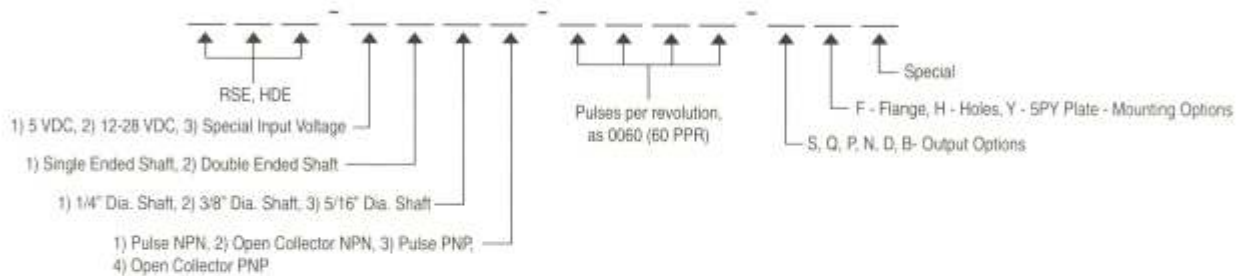 RSE, HDE
1) 5 VDC, 2) 12-28 VDC, 3) Special Input Voltage
1) Single Ended Shaft, 2) Double Ended Shaft
1) 1/4" Dia. Shaft, 2) 3/8" Dia. Shaft, 3) 5/16" Dia. Shaft
1) Pulse NPN, 2) Open Collector NPN, 3) Pulse PNP,
4) Open Collector PNP
Pulses per revolution,
as 0060 (60 PPR)
Special
F - Flange, H - Holes, Y - 5PY Plate - Mounting Options
S, Q, P, N, D, B- Output Options